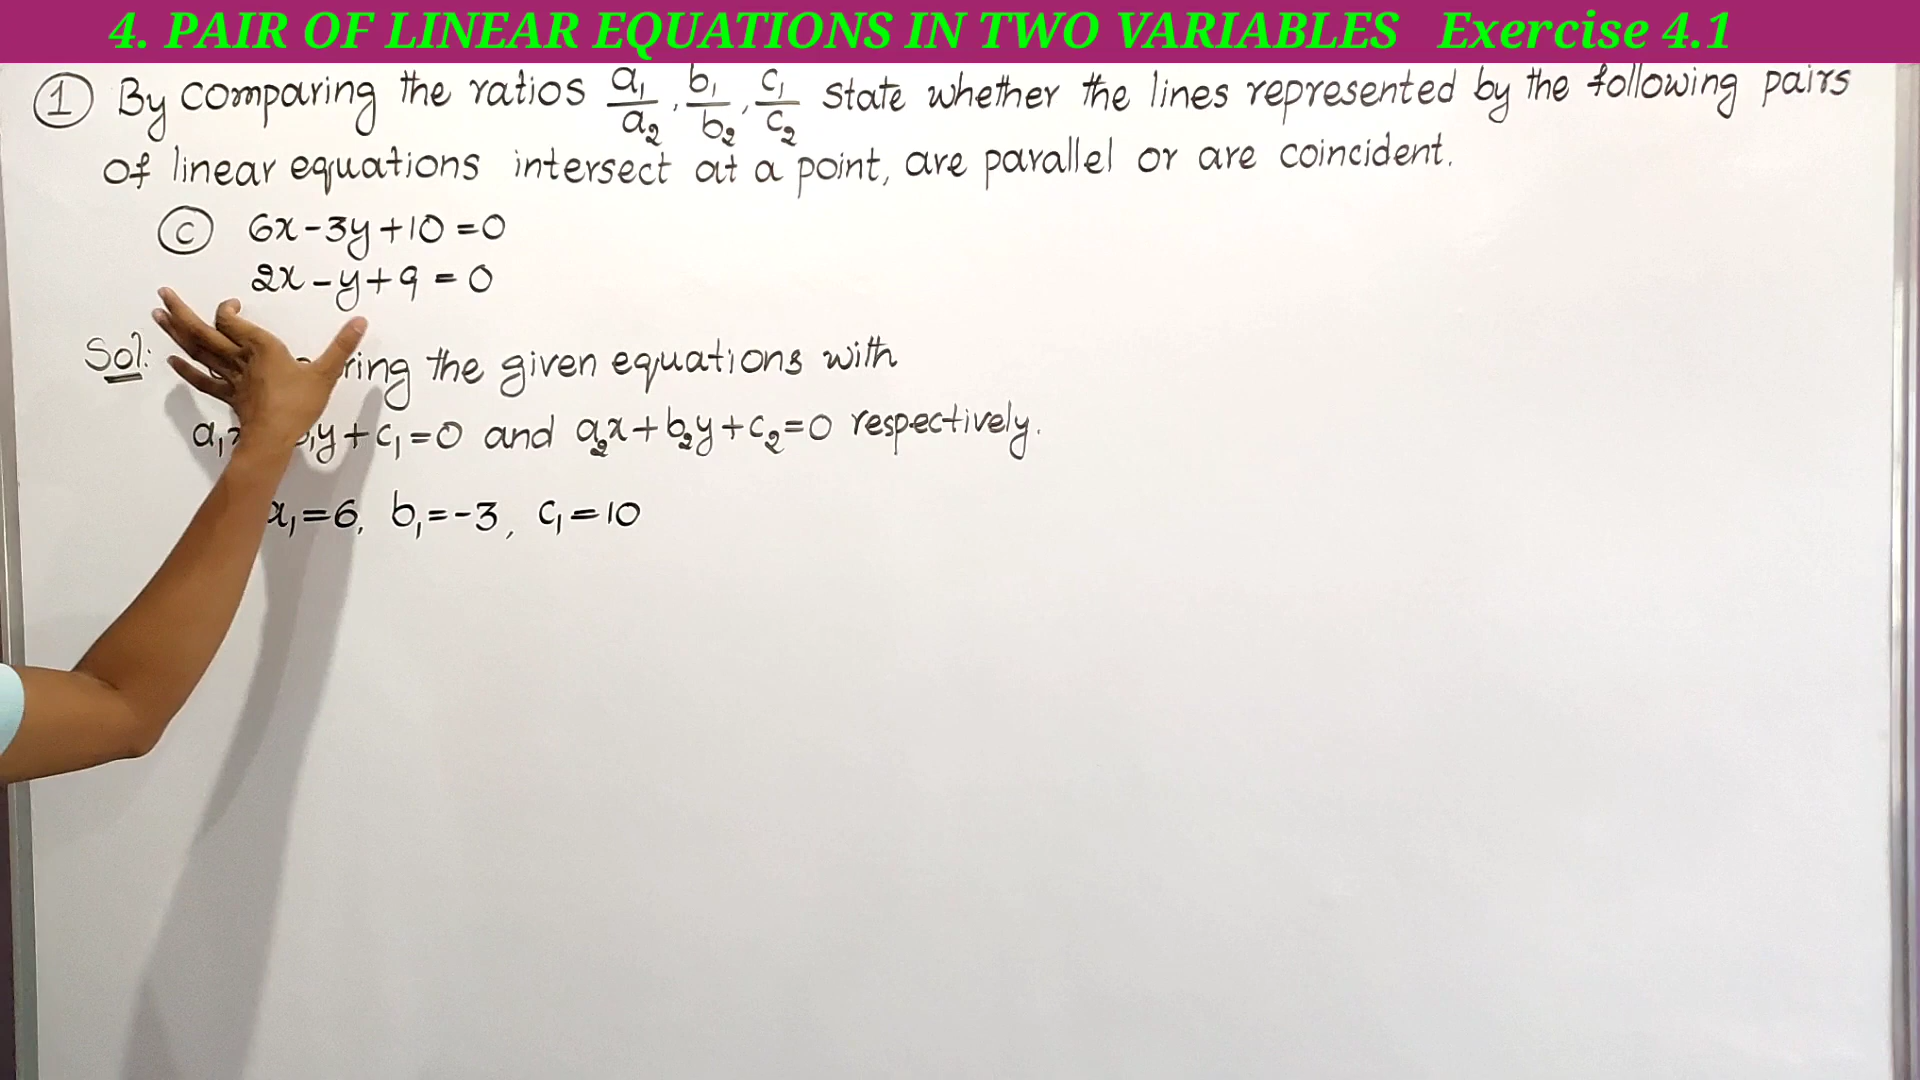 4. PAIR OF LINEAR EQUATIONS IN TWO VARIABLES Exercise 4.1
① By comparing the ratios a₁/a₂, b₁/b₂, c₁/c₂ state whether the lines represented by the following pairs
of linear equations intersect at a point, are parallel or are coincident.
ⓒ 6x-3y+10=0
2x-y+9=0
Sol: ring the given equations with
a₁x y+c₁=0 and a₂x+b₂y+c₂=0 respectively.
a₁=6, b₁=-3, c₁=10